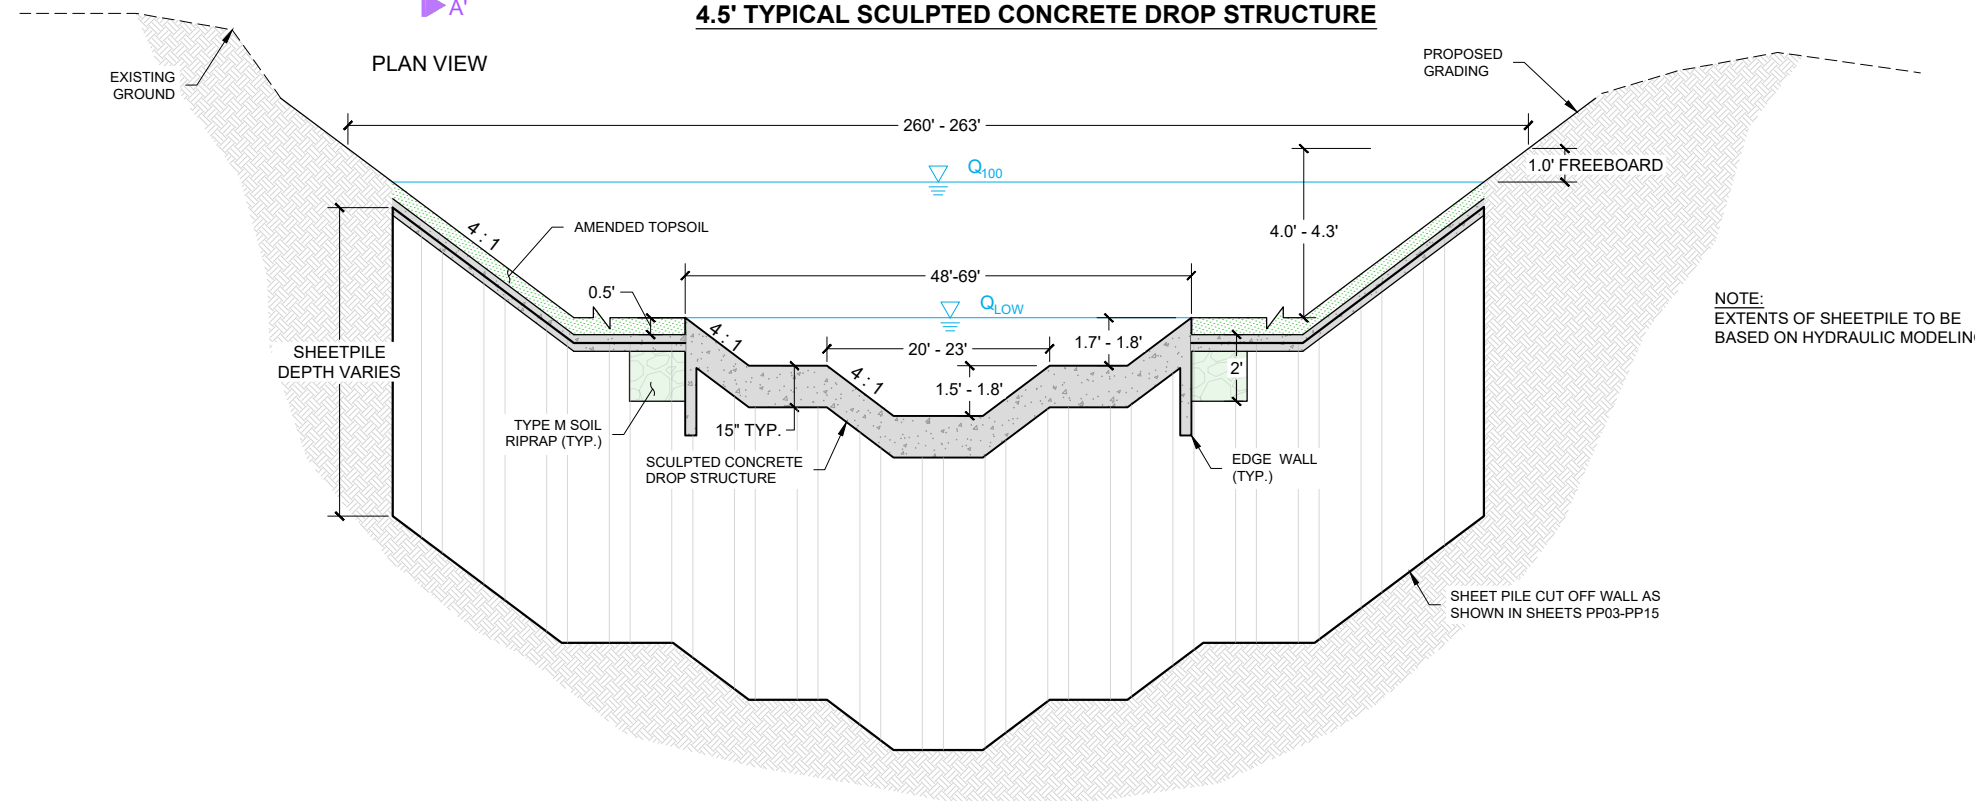 A'
4.5' TYPICAL SCULPTED CONCRETE DROP STRUCTURE
PLAN VIEW
EXISTING
GROUND
PROPOSED
GRADING
260' - 263'
1.0' FREEBOARD
Q100
4 : 1
AMENDED TOPSOIL
4.0' - 4.3'
48'-69'
0.5'
QLOW
NOTE:
EXTENTS OF SHEETPILE TO BE
BASED ON HYDRAULIC MODELING
4 : 1
20' - 23'
1.7' - 1.8'
SHEETPILE
DEPTH VARIES
4 : 1
1.5' - 1.8'
2'
TYPE M SOIL
RIPRAP (TYP.)
15" TYP.
SCULPTED CONCRETE
DROP STRUCTURE
EDGE WALL
(TYP.)
SHEET PILE CUT OFF WALL AS
SHOWN IN SHEETS PP03-PP15